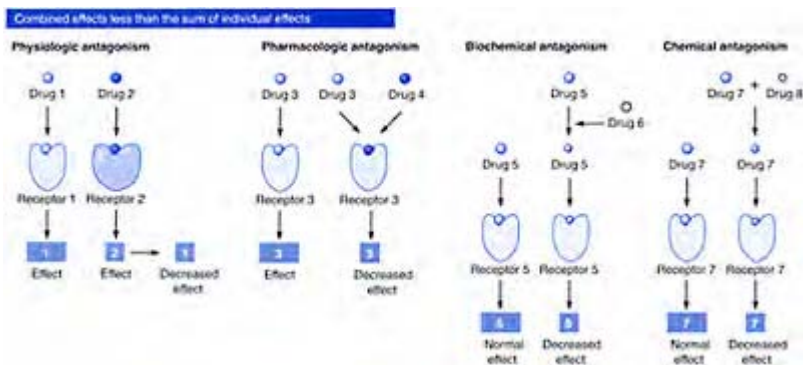 Combined effects less than the sum of individual effects
Physiologic antagonism
Pharmacologic antagonism
Biochemical antagonism
Chemical antagonism
Drug 1
Drug 2
Drug 3
Drug 3
Drug 4
Drug 5
Drug 6
Drug 7
+
Drug 8
Drug 5
Drug 5
Drug 7
Drug 7
Receptor 1
Receptor 2
Receptor 3
Receptor 3
Receptor 5
Receptor 5
Receptor 7
Receptor 7
1
2
1
3
3
5
5
7
7
Effect
Effect
Decreased
effect
Effect
Decreased
effect
Normal
effect
Decreased
effect
Normal
effect
Decreased
effect